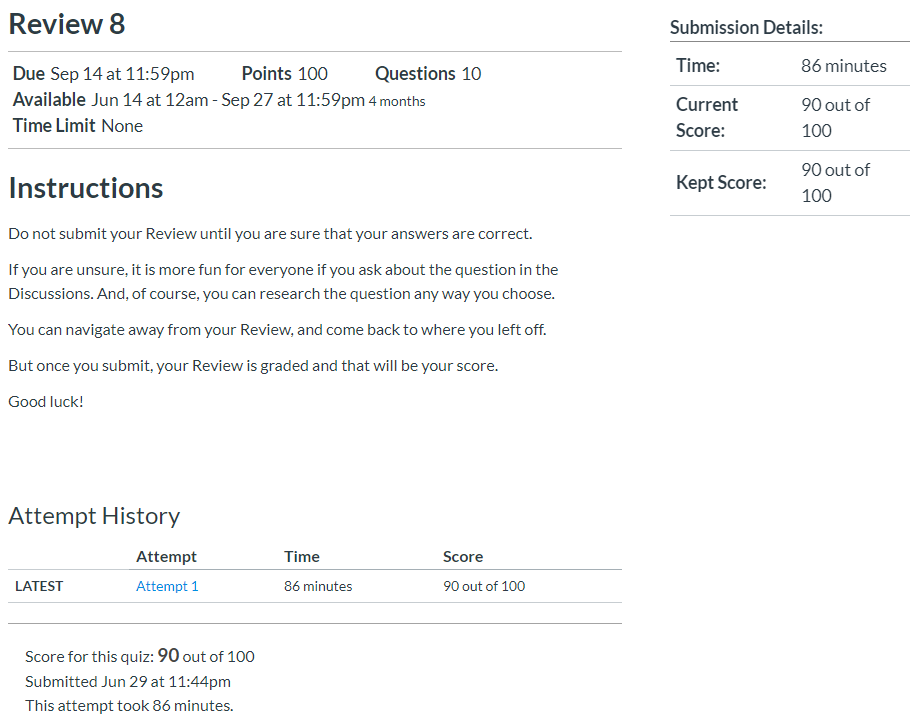 Review 8
Due Sep 14 at 11:59pm Points 100 Questions 10
Available Jun 14 at 12am - Sep 27 at 11:59pm 4 months
Time Limit None
Instructions
Do not submit your Review until you are sure that your answers are correct.
If you are unsure, it is more fun for everyone if you ask about the question in the
Discussions. And, of course, you can research the question any way you choose.
You can navigate away from your Review, and come back to where you left off.
But once you submit, your Review is graded and that will be your score.
Good luck!
Attempt History
Attempt Time Score
LATEST Attempt 1 86 minutes 90 out of 100
Score for this quiz: 90 out of 100
Submitted Jun 29 at 11:44pm
This attempt took 86 minutes.
Submission Details:
Time: 86 minutes
Current 90 out of
Score: 100
Kept Score: 90 out of
100